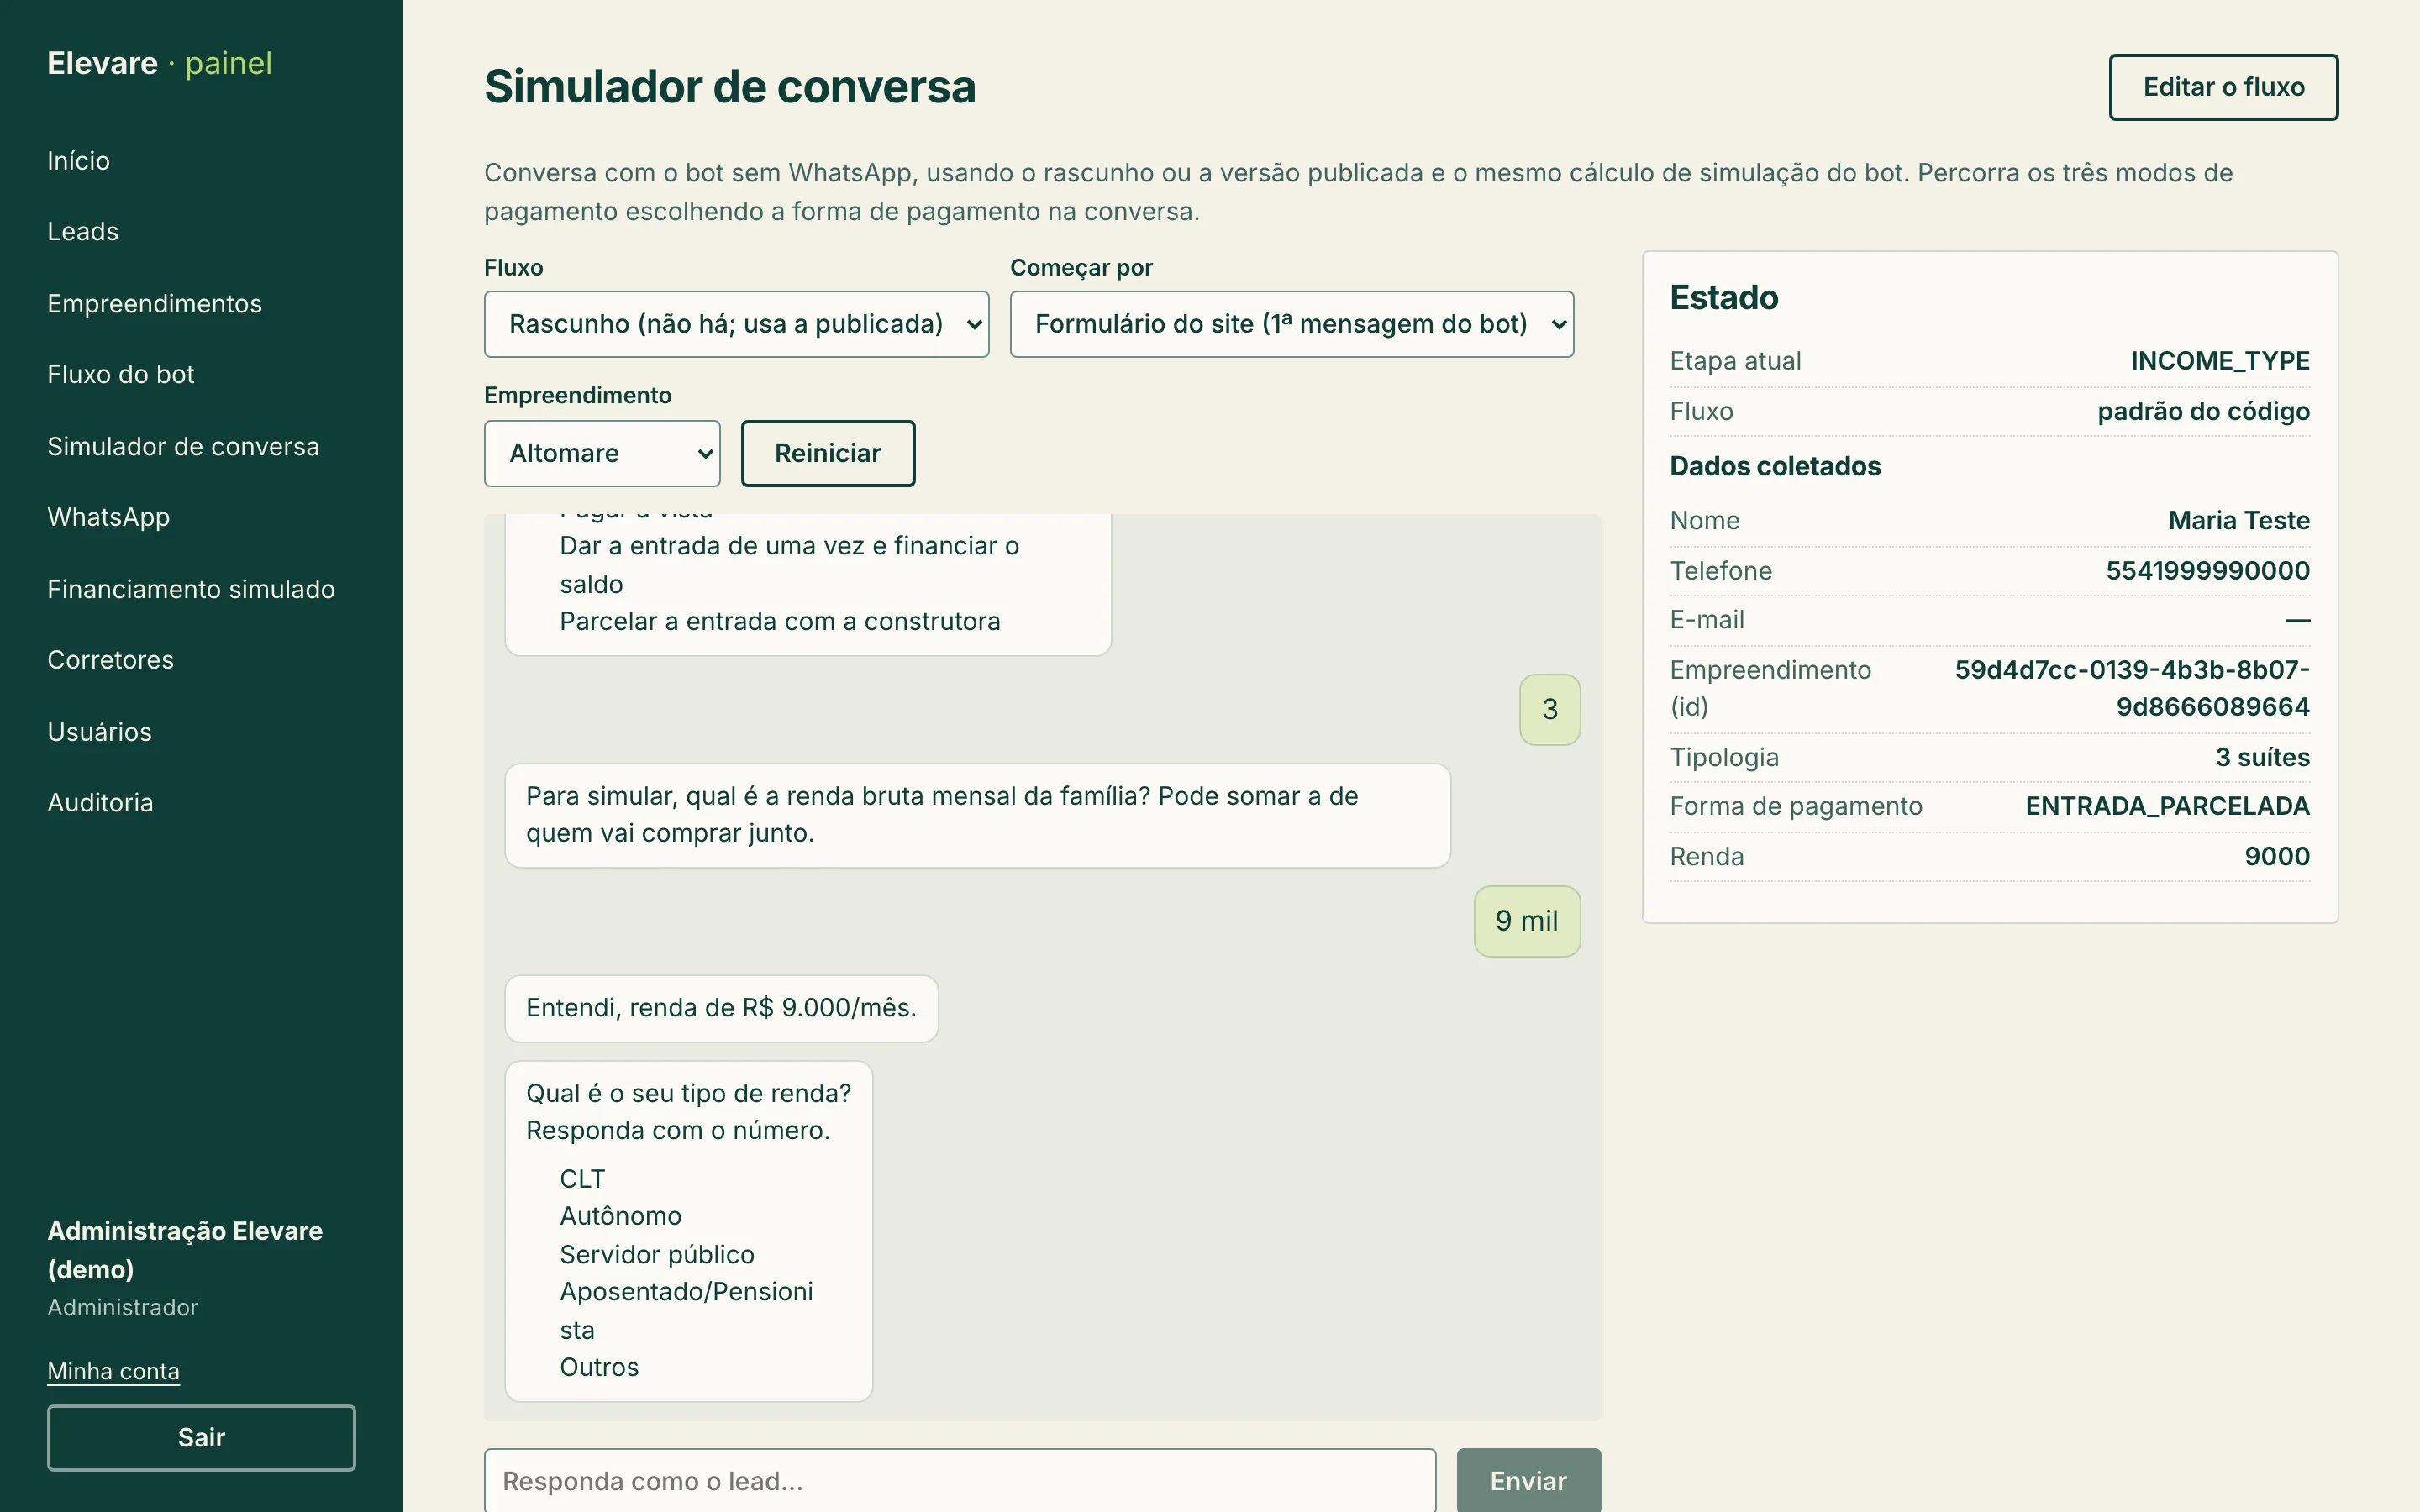 Elevare · painel
Início
Leads
Empreendimentos
Fluxo do bot
Simulador de conversa
WhatsApp
Financiamento simulado
Corretores
Usuários
Auditoria
Administração Elevare
(demo)
Administrador
Minha conta
Sair
Simulador de conversa
Editar o fluxo
Conversa com o bot sem WhatsApp, usando o rascunho ou a versão publicada e o mesmo cálculo de simulação do bot. Percorra os três modos de
pagamento escolhendo a forma de pagamento na conversa.
Fluxo
Rascunho (não há; usa a publicada)
Começar por
Formulário do site (1ª mensagem do bot)
Empreendimento
Altomare
Reiniciar
Pagar à vista
Dar a entrada de uma vez e financiar o
saldo
Parcelar a entrada com a construtora
3
Para simular, qual é a renda bruta mensal da família? Pode somar a de
quem vai comprar junto.
9 mil
Entendi, renda de R$ 9.000/mês.
Qual é o seu tipo de renda?
Responda com o número.
CLT
Autônomo
Servidor público
Aposentado/Pensioni
sta
Outros
Responda como o lead...
Enviar
Estado
Etapa atual INCOME_TYPE
Fluxo padrão do código
Dados coletados
Nome Maria Teste
Telefone 5541999990000
E-mail —
Empreendimento 59d4d7cc-0139-4b3b-8b07-
(id) 9d8666089664
Tipologia 3 suítes
Forma de pagamento ENTRADA_PARCELADA
Renda 9000